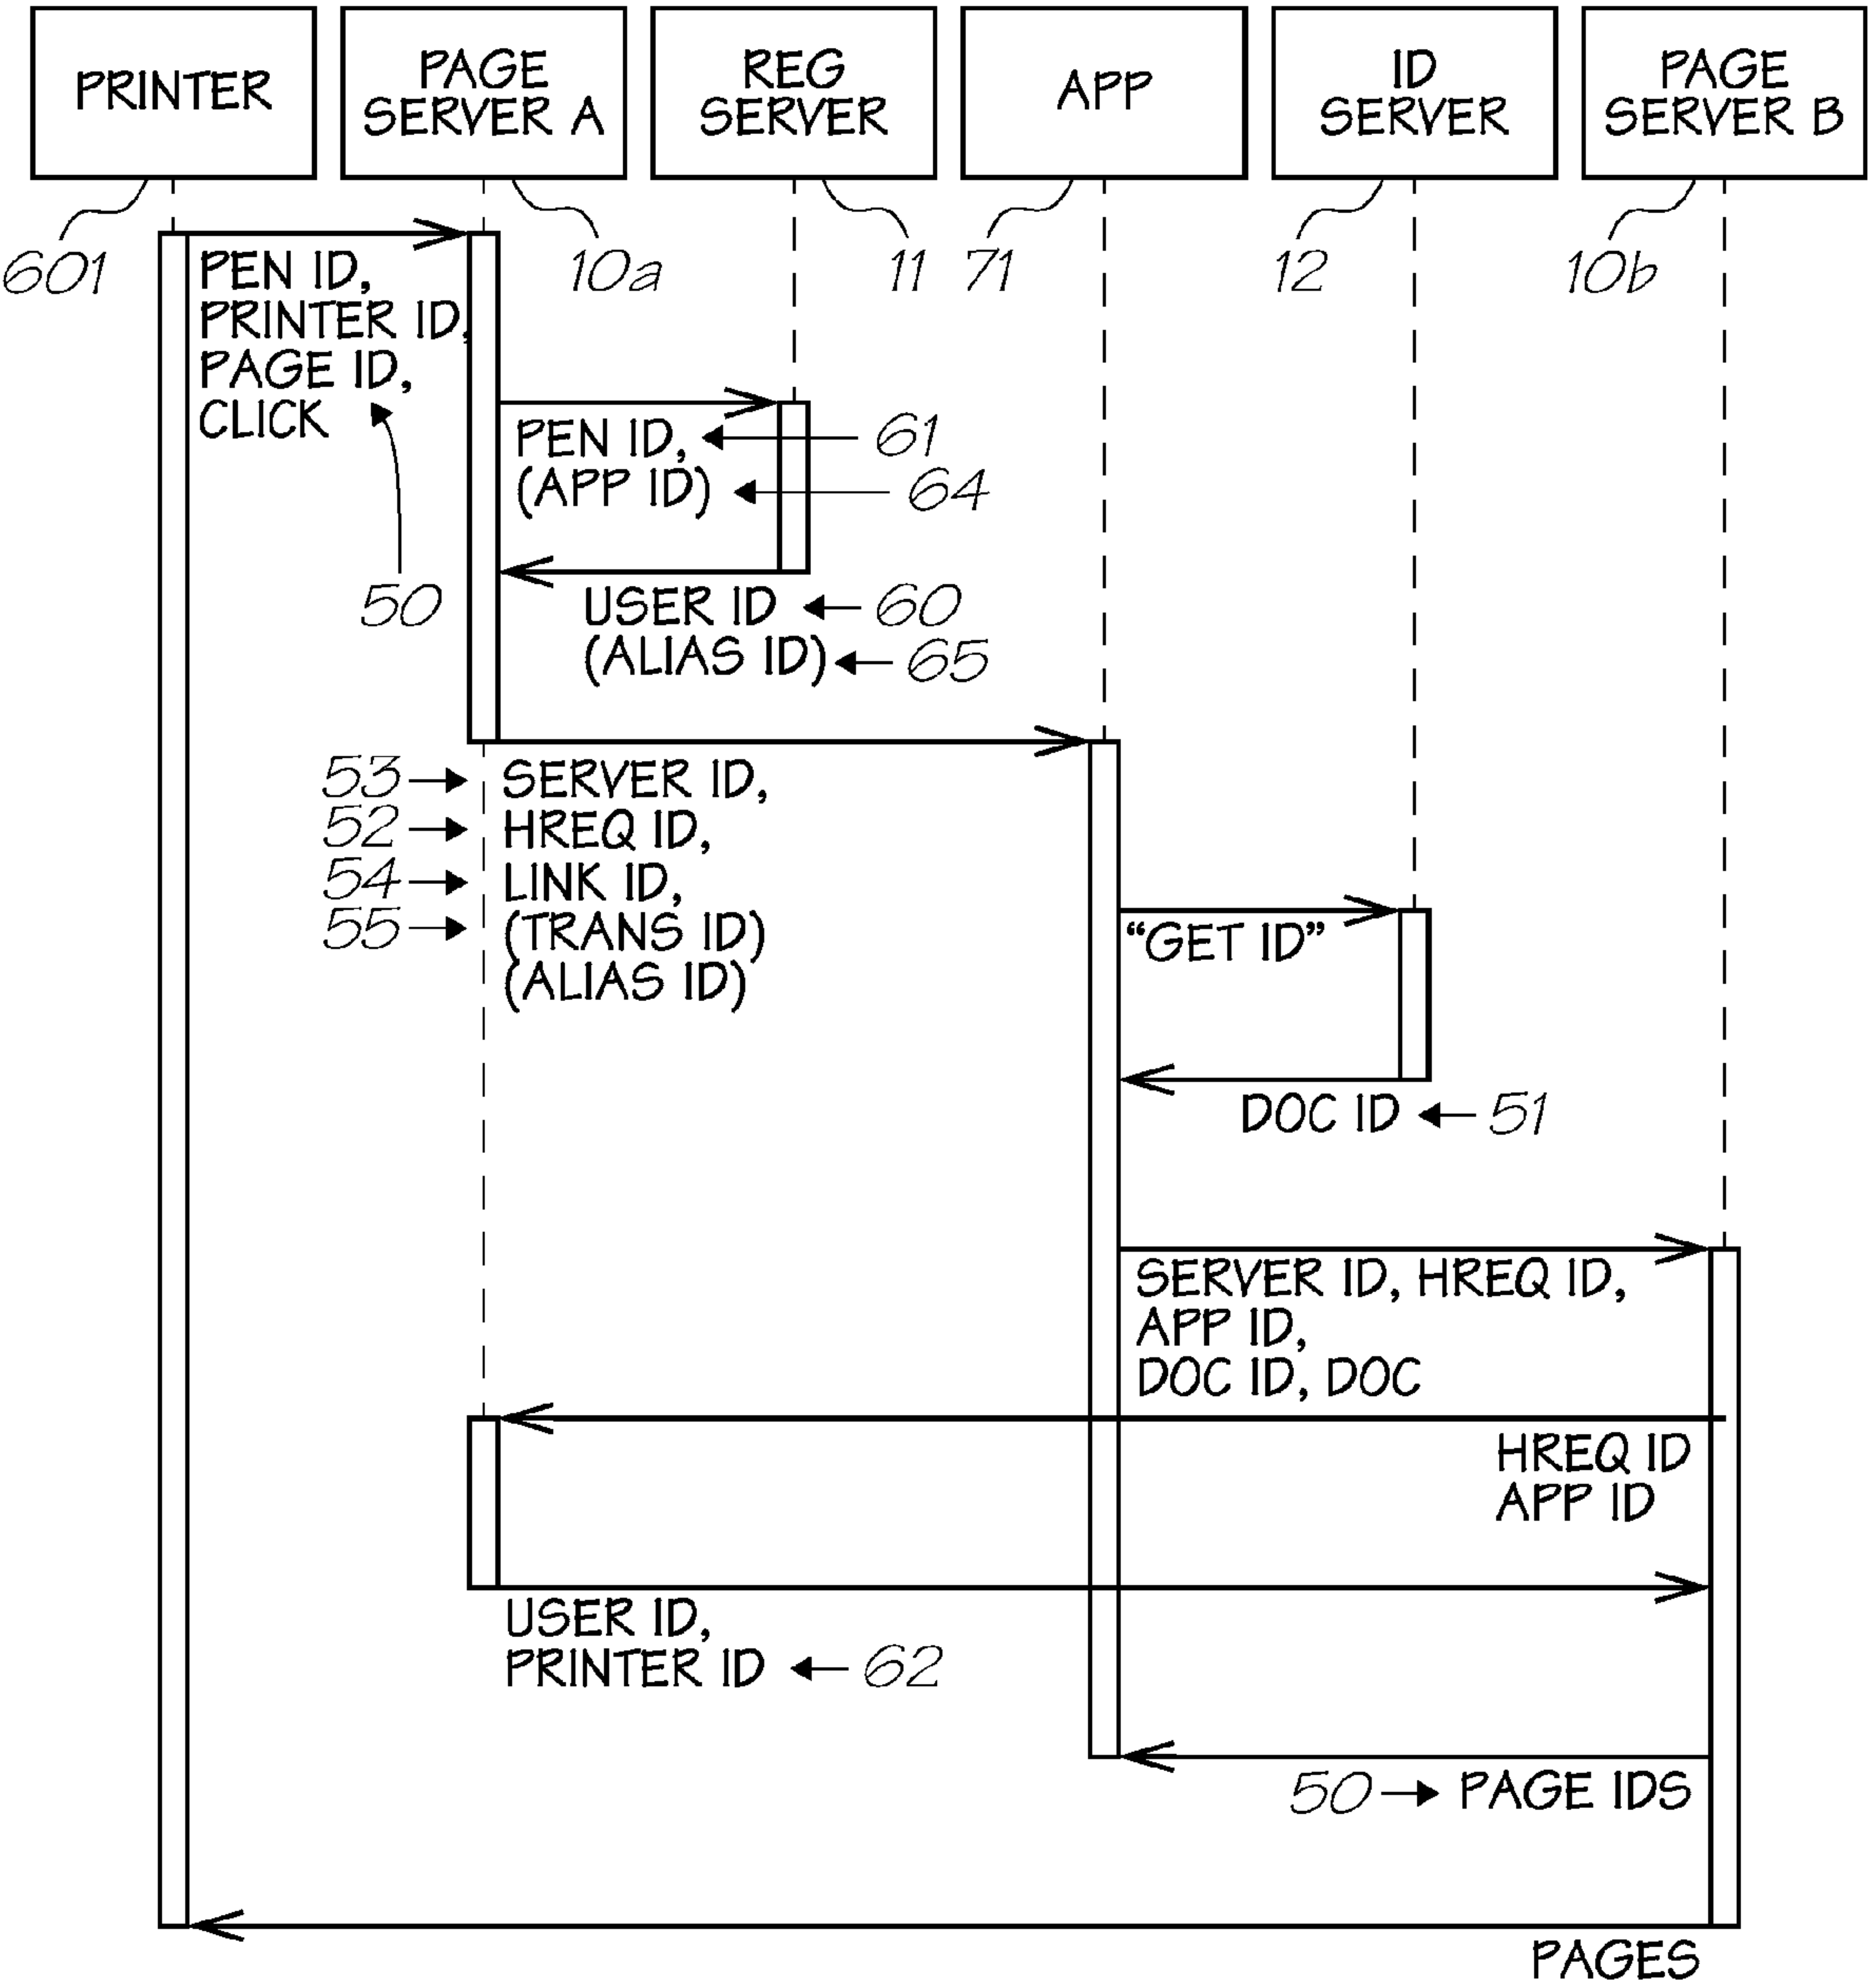 PRINTER
PAGE
SERVER A
REG
SERVER
APP
ID
SERVER
PAGE
SERVER B
601
10a
11
71
12
10b
PEN ID,
PRINTER ID,
PAGE ID,
CLICK
50
PEN ID,
61
(APP ID)
64
USER ID
60
(ALIAS ID)
65
53
SERVER ID,
52
HREQ ID,
54
LINK ID,
55
(TRANS ID)
(ALIAS ID)
“GET ID”
DOC ID
51
SERVER ID, HREQ ID,
APP ID,
DOC ID, DOC
HREQ ID
APP ID
USER ID,
PRINTER ID
62
50
PAGE IDS
PAGES